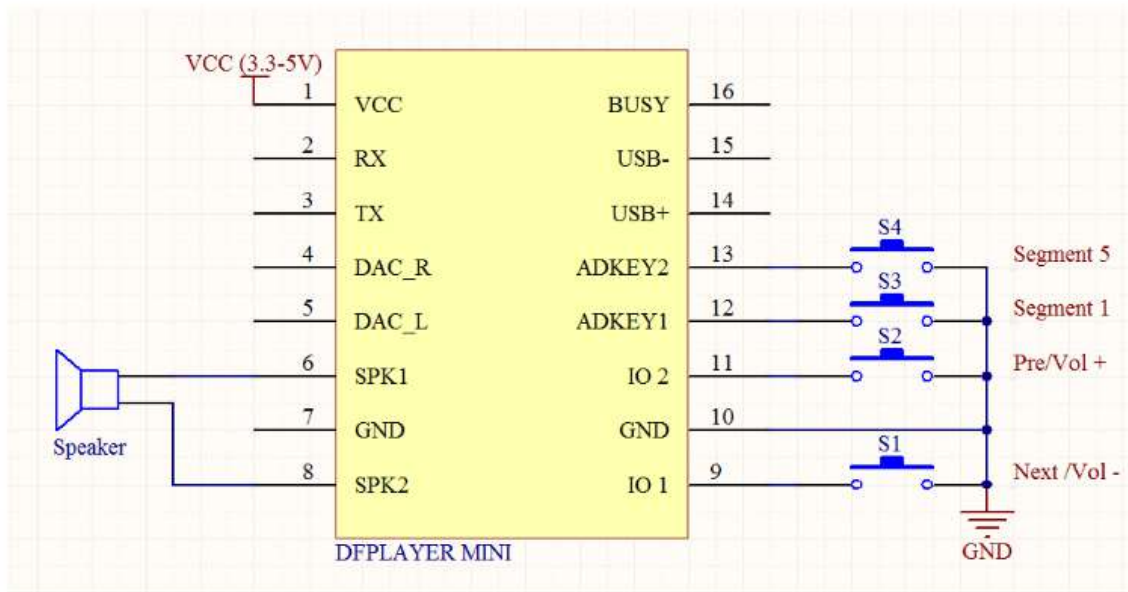 VCC (3.3-5V)
1 VCC BUSY 16
2 RX USB- 15
3 TX USB+ 14
S4
4 DAC_R ADKEY2 13 Segment 5
S3
5 DAC_L ADKEY1 12 Segment 1
S2
6 SPK1 IO 2 11 Pre/Vol +
7 GND GND 10
Speaker
S1
8 SPK2 IO 1 9 Next /Vol -
DFPLAYER MINI
GND